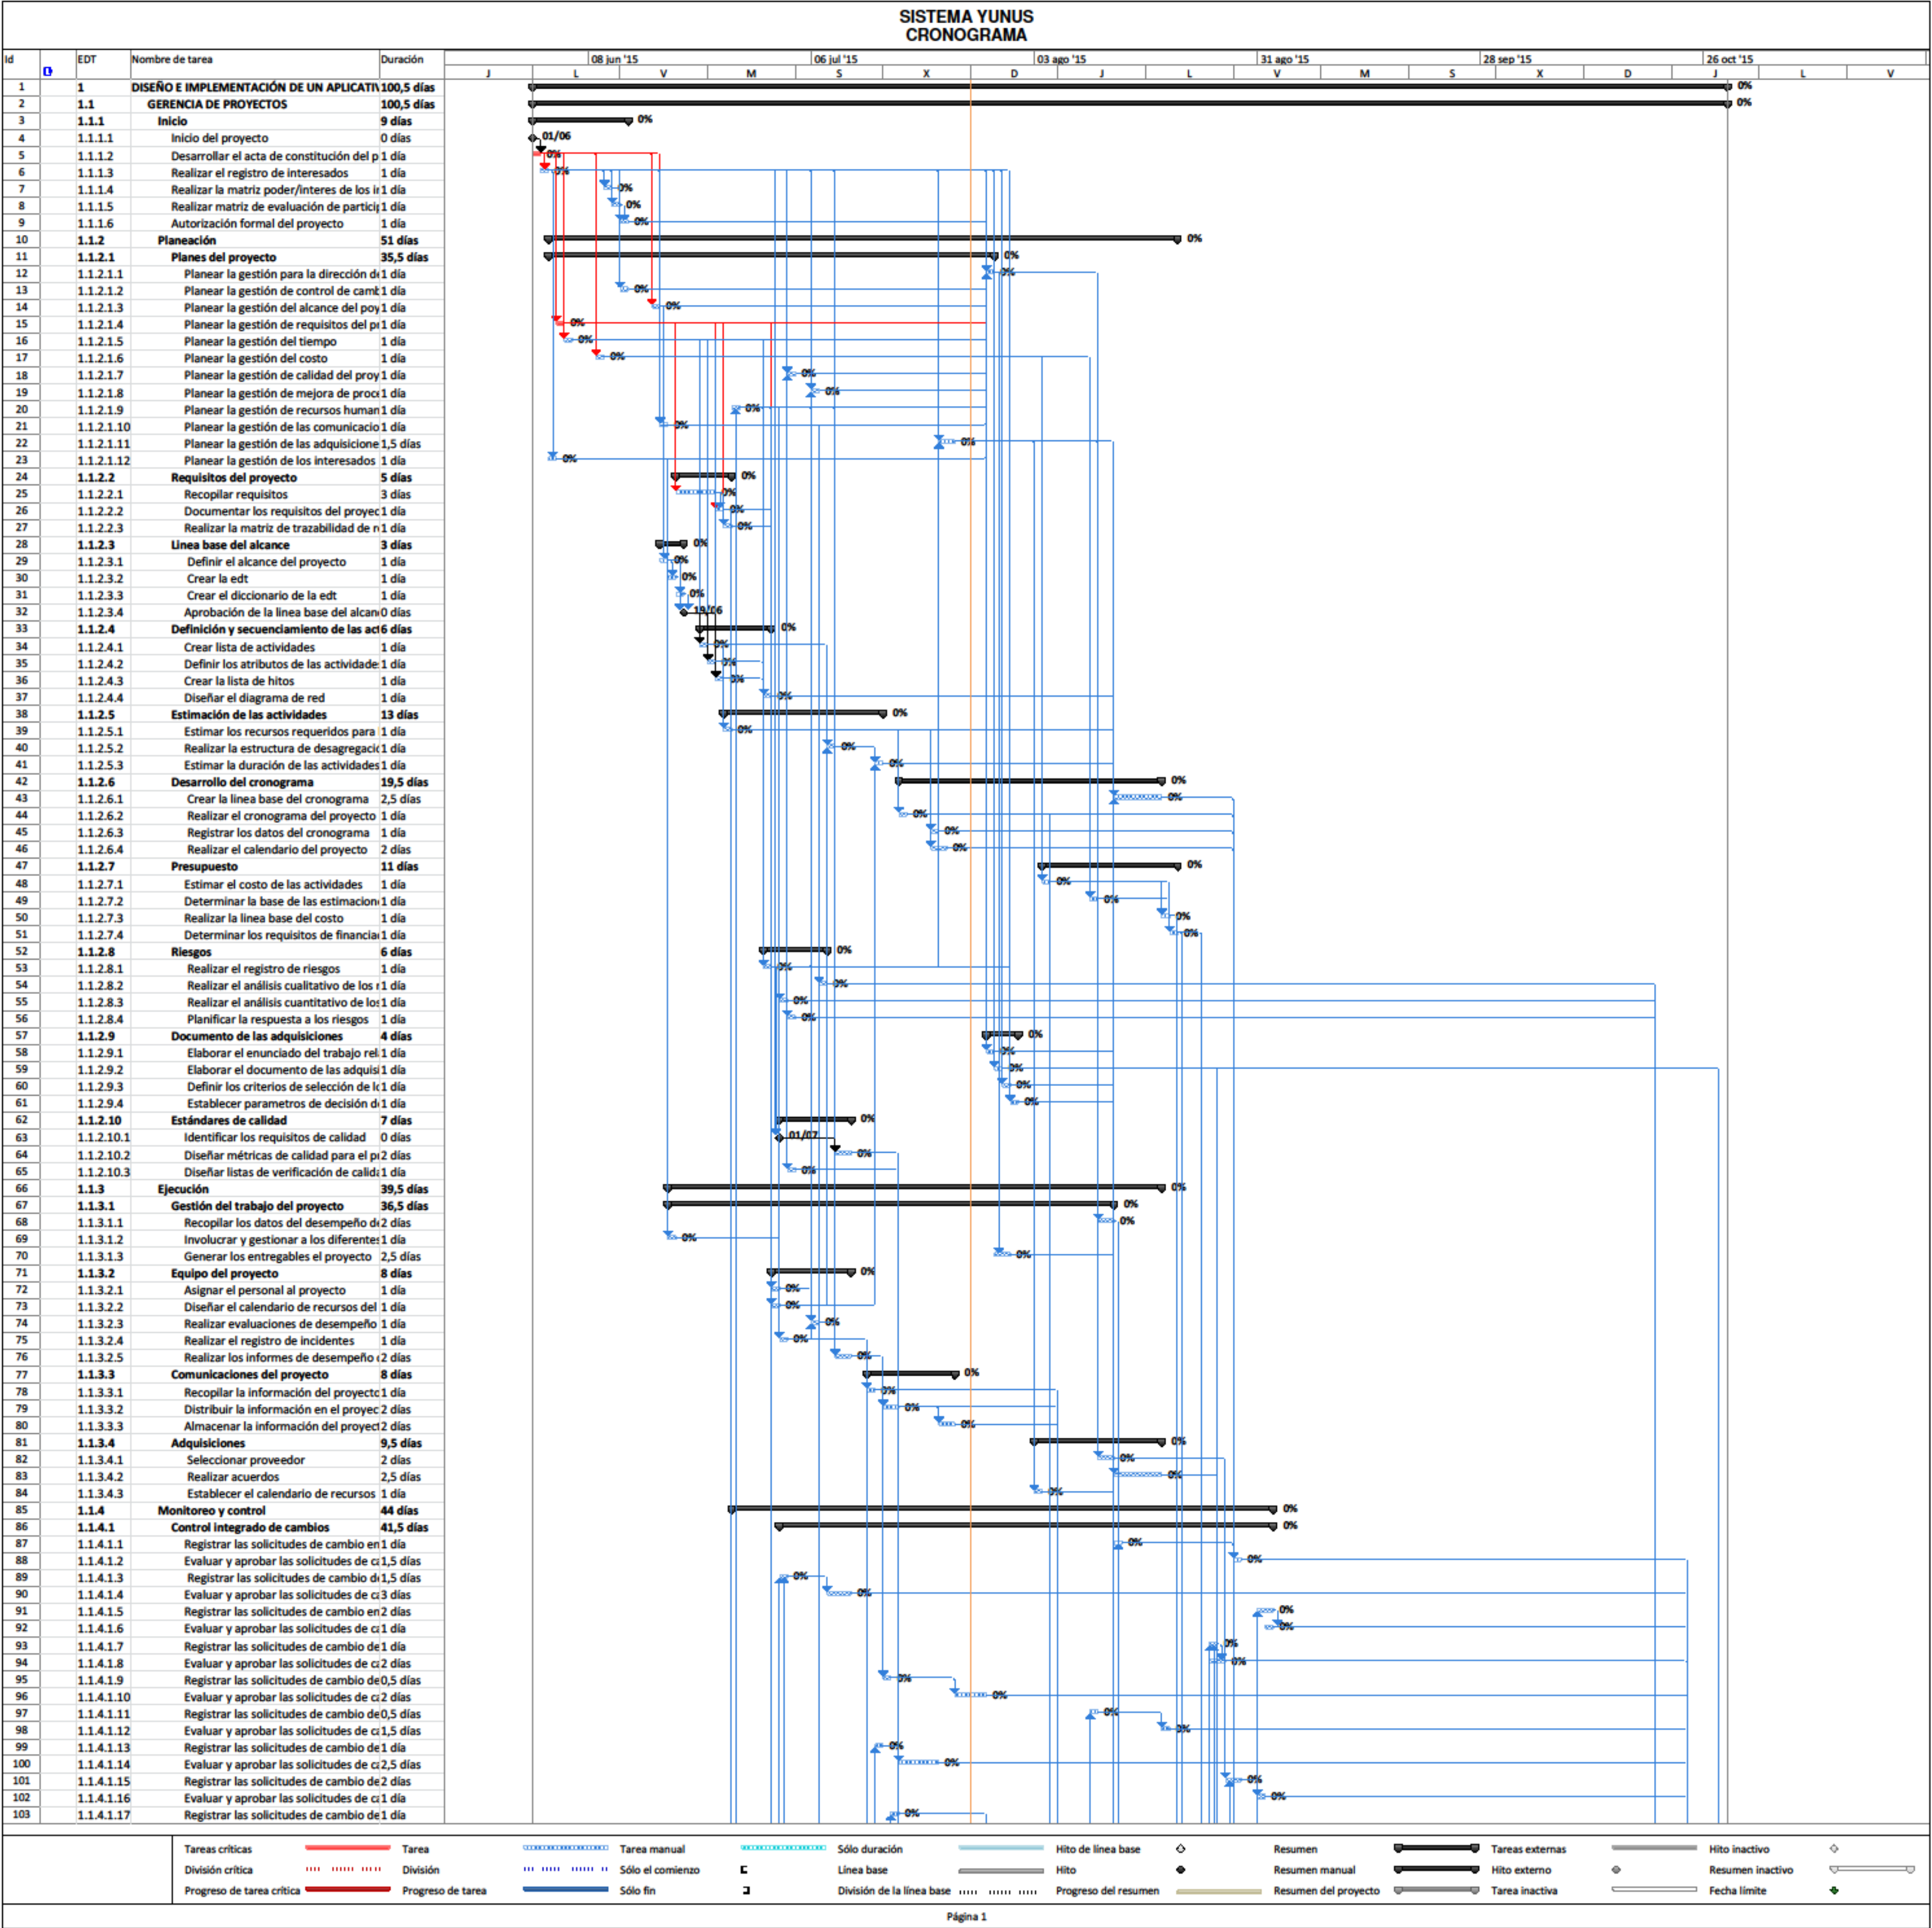 SISTEMA YUNUS
CRONOGRAMA
Id EDT Nombre de tarea Duración 08 jun '15 06 jul '15 03 ago '15 31 ago '15 28 sep '15 26 oct '15
J L V M S X D J L V M S X D J L V
1 1 DISEÑO E IMPLEMENTACIÓN DE UN APLICATIV 100,5 días 0%
2 1.1 GERENCIA DE PROYECTOS 100,5 días 0%
3 1.1.1 Inicio 9 días 0%
4 1.1.1.1 Inicio del proyecto 0 días 01/06
5 1.1.1.2 Desarrollar el acta de constitución del p 1 día 0%
6 1.1.1.3 Realizar el registro de interesados 1 día 0%
7 1.1.1.4 Realizar la matriz poder/interes de los in 1 día 0%
8 1.1.1.5 Realizar matriz de evaluación de particip 1 día 0%
9 1.1.1.6 Autorización formal del proyecto 1 día 0%
10 1.1.2 Planeación 51 días 0%
11 1.1.2.1 Planes del proyecto 35,5 días 0%
12 1.1.2.1.1 Planear la gestión para la dirección de 1 día 0%
13 1.1.2.1.2 Planear la gestión de control de camb 1 día 0%
14 1.1.2.1.3 Planear la gestión del alcance del poy 1 día 0%
15 1.1.2.1.4 Planear la gestión de requisitos del pr 1 día 0%
16 1.1.2.1.5 Planear la gestión del tiempo 1 día 0%
17 1.1.2.1.6 Planear la gestión del costo 1 día 0%
18 1.1.2.1.7 Planear la gestión de calidad del proy 1 día 0%
19 1.1.2.1.8 Planear la gestión de mejora de proce 1 día 0%
20 1.1.2.1.9 Planear la gestión de recursos human 1 día 0%
21 1.1.2.1.10 Planear la gestión de las comunicacio 1 día 0%
22 1.1.2.1.11 Planear la gestión de las adquisicione 1,5 días 0%
23 1.1.2.1.12 Planear la gestión de los interesados 1 día 0%
24 1.1.2.2 Requisitos del proyecto 5 días 0%
25 1.1.2.2.1 Recopilar requisitos 3 días 0%
26 1.1.2.2.2 Documentar los requisitos del proyec 1 día 0%
27 1.1.2.2.3 Realizar la matriz de trazabilidad de r 1 día 0%
28 1.1.2.3 Linea base del alcance 3 días 0%
29 1.1.2.3.1 Definir el alcance del proyecto 1 día 0%
30 1.1.2.3.2 Crear la edt 1 día 0%
31 1.1.2.3.3 Crear el diccionario de la edt 1 día 0%
32 1.1.2.3.4 Aprobación de la linea base del alcan 0 días 19/06
33 1.1.2.4 Definición y secuenciamiento de las act 6 días 0%
34 1.1.2.4.1 Crear lista de actividades 1 día 0%
35 1.1.2.4.2 Definir los atributos de las actividade 1 día 0%
36 1.1.2.4.3 Crear la lista de hitos 1 día 0%
37 1.1.2.4.4 Diseñar el diagrama de red 1 día 0%
38 1.1.2.5 Estimación de las actividades 13 días 0%
39 1.1.2.5.1 Estimar los recursos requeridos para 1 día 0%
40 1.1.2.5.2 Realizar la estructura de desagregacio 1 día 0%
41 1.1.2.5.3 Estimar la duración de las actividades 1 día 0%
42 1.1.2.6 Desarrollo del cronograma 19,5 días 0%
43 1.1.2.6.1 Crear la linea base del cronograma 2,5 días 0%
44 1.1.2.6.2 Realizar el cronograma del proyecto 1 día 0%
45 1.1.2.6.3 Registrar los datos del cronograma 1 día 0%
46 1.1.2.6.4 Realizar el calendario del proyecto 2 días 0%
47 1.1.2.7 Presupuesto 11 días 0%
48 1.1.2.7.1 Estimar el costo de las actividades 1 día 0%
49 1.1.2.7.2 Determinar la base de las estimacion 1 día 0%
50 1.1.2.7.3 Realizar la linea base del costo 1 día 0%
51 1.1.2.7.4 Determinar los requisitos de financia 1 día 0%
52 1.1.2.8 Riesgos 6 días 0%
53 1.1.2.8.1 Realizar el registro de riesgos 1 día 0%
54 1.1.2.8.2 Realizar el análisis cualitativo de los r 1 día 0%
55 1.1.2.8.3 Realizar el análisis cuantitativo de los 1 día 0%
56 1.1.2.8.4 Planificar la respuesta a los riesgos 1 día 0%
57 1.1.2.9 Documento de las adquisiciones 4 días 0%
58 1.1.2.9.1 Elaborar el enunciado del trabajo rel 1 día 0%
59 1.1.2.9.2 Elaborar el documento de las adquis 1 día 0%
60 1.1.2.9.3 Definir los criterios de selección de lo 1 día 0%
61 1.1.2.9.4 Establecer parametros de decisión de 1 día 0%
62 1.1.2.10 Estándares de calidad 7 días 0%
63 1.1.2.10.1 Identificar los requisitos de calidad 0 días 01/07
64 1.1.2.10.2 Diseñar métricas de calidad para el pr 2 días 0%
65 1.1.2.10.3 Diseñar listas de verificación de calida 1 día 0%
66 1.1.3 Ejecución 39,5 días 0%
67 1.1.3.1 Gestión del trabajo del proyecto 36,5 días 0%
68 1.1.3.1.1 Recopilar los datos del desempeño de 2 días 0%
69 1.1.3.1.2 Involucrar y gestionar a los diferentes 1 día 0%
70 1.1.3.1.3 Generar los entregables el proyecto 2,5 días 0%
71 1.1.3.2 Equipo del proyecto 8 días 0%
72 1.1.3.2.1 Asignar el personal al proyecto 1 día 0%
73 1.1.3.2.2 Diseñar el calendario de recursos del 1 día 0%
74 1.1.3.2.3 Realizar evaluaciones de desempeño 1 día 0%
75 1.1.3.2.4 Realizar el registro de incidentes 1 día 0%
76 1.1.3.2.5 Realizar los informes de desempeño 2 días 0%
77 1.1.3.3 Comunicaciones del proyecto 8 días 0%
78 1.1.3.3.1 Recopilar la información del proyecto 1 día 0%
79 1.1.3.3.2 Distribuir la información en el proyec 2 días 0%
80 1.1.3.3.3 Almacenar la información del proyect 2 días 0%
81 1.1.3.4 Adquisiciones 9,5 días 0%
82 1.1.3.4.1 Seleccionar proveedor 2 días 0%
83 1.1.3.4.2 Realizar acuerdos 2,5 días 0%
84 1.1.3.4.3 Establecer el calendario de recursos 1 día 0%
85 1.1.4 Monitoreo y control 44 días 0%
86 1.1.4.1 Control integrado de cambios 41,5 días 0%
87 1.1.4.1.1 Registrar las solicitudes de cambio en 1 día 0%
88 1.1.4.1.2 Evaluar y aprobar las solicitudes de ca 1,5 días 0%
89 1.1.4.1.3 Registrar las solicitudes de cambio d 1,5 días 0%
90 1.1.4.1.4 Evaluar y aprobar las solicitudes de ca 3 días 0%
91 1.1.4.1.5 Registrar las solicitudes de cambio en 2 días 0%
92 1.1.4.1.6 Evaluar y aprobar las solicitudes de ca 1 día 0%
93 1.1.4.1.7 Registrar las solicitudes de cambio de 1 día 0%
94 1.1.4.1.8 Evaluar y aprobar las solicitudes de ca 2 días 0%
95 1.1.4.1.9 Registrar las solicitudes de cambio de 0,5 días 0%
96 1.1.4.1.10 Evaluar y aprobar las solicitudes de ca 2 días 0%
97 1.1.4.1.11 Registrar las solicitudes de cambio de 0,5 días 0%
98 1.1.4.1.12 Evaluar y aprobar las solicitudes de ca 1,5 días 0%
99 1.1.4.1.13 Registrar las solicitudes de cambio de 1 día 0%
100 1.1.4.1.14 Evaluar y aprobar las solicitudes de ca 2,5 días 0%
101 1.1.4.1.15 Registrar las solicitudes de cambio de 2 días 0%
102 1.1.4.1.16 Evaluar y aprobar las solicitudes de ca 1 día 0%
103 1.1.4.1.17 Registrar las solicitudes de cambio de 1 día 0%
Tareas críticas Tarea Tarea manual Sólo duración Hito de línea base Resumen Tareas externas Hito inactivo
División crítica División Sólo el comienzo Línea base Hito Resumen manual Hito externo Resumen inactivo
Progreso de tarea crítica Progreso de tarea Sólo fin División de la línea base Progreso del resumen Resumen del proyecto Tarea inactiva Fecha límite
Página 1